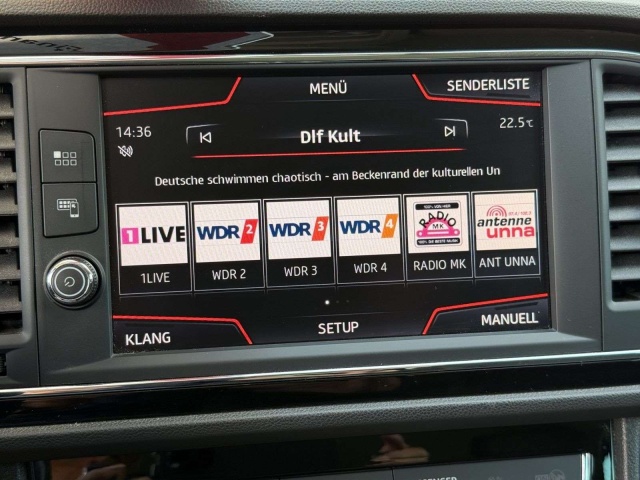 MENÜ
SENDERLISTE
14:36
Dlf Kult
22.5°C
Deutsche schwimmen chaotisch - am Beckenrand der kulturellen Un
1LIVE
WDR 2
WDR 3
WDR 4
RADIO MK
antenne unna
1LIVE
WDR 2
WDR 3
WDR 4
RADIO MK
ANT UNNA
KLANG
SETUP
MANUELL